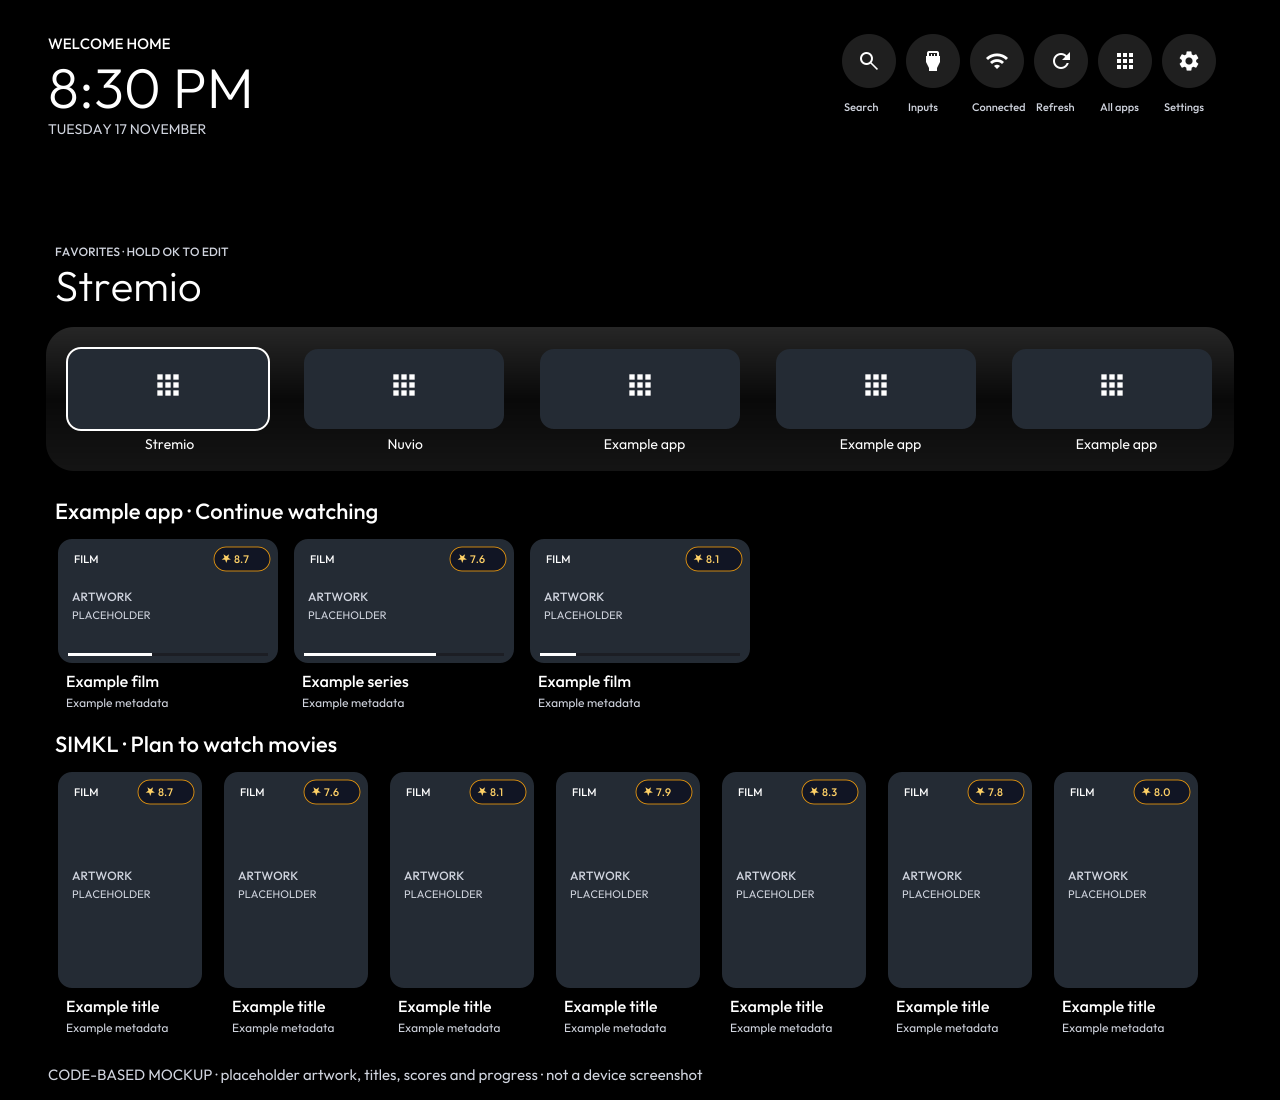 WELCOME HOME
8:30 PM
TUESDAY 17 NOVEMBER
Search Inputs Connected Refresh All apps Settings
FAVORITES · HOLD OK TO EDIT
Stremio
Stremio Nuvio Example app Example app Example app
Example app · Continue watching
FILM ★ 8.7 FILM ★ 7.6 FILM ★ 8.1
ARTWORK ARTWORK ARTWORK
PLACEHOLDER PLACEHOLDER PLACEHOLDER
Example film Example series Example film
Example metadata Example metadata Example metadata
SIMKL · Plan to watch movies
FILM ★ 8.7 FILM ★ 7.6 FILM ★ 8.1 FILM ★ 7.9 FILM ★ 8.3 FILM ★ 7.8 FILM ★ 8.0
ARTWORK ARTWORK ARTWORK ARTWORK ARTWORK ARTWORK ARTWORK
PLACEHOLDER PLACEHOLDER PLACEHOLDER PLACEHOLDER PLACEHOLDER PLACEHOLDER PLACEHOLDER
Example title Example title Example title Example title Example title Example title Example title
Example metadata Example metadata Example metadata Example metadata Example metadata Example metadata Example metadata
CODE-BASED MOCKUP · placeholder artwork, titles, scores and progress · not a device screenshot